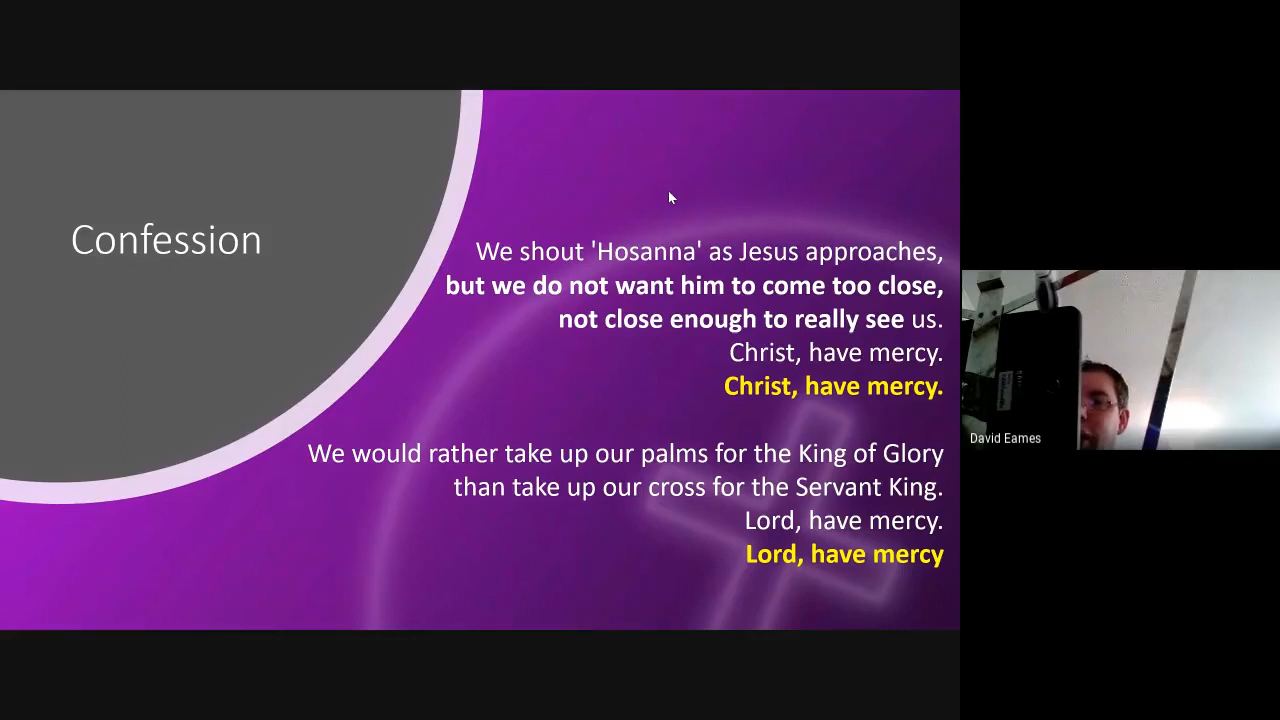 Confession
We shout 'Hosanna' as Jesus approaches,
but we do not want him to come too close,
not close enough to really see us.
Christ, have mercy.
Christ, have mercy.
We would rather take up our palms for the King of Glory
than take up our cross for the Servant King.
Lord, have mercy.
Lord, have mercy
David Eames